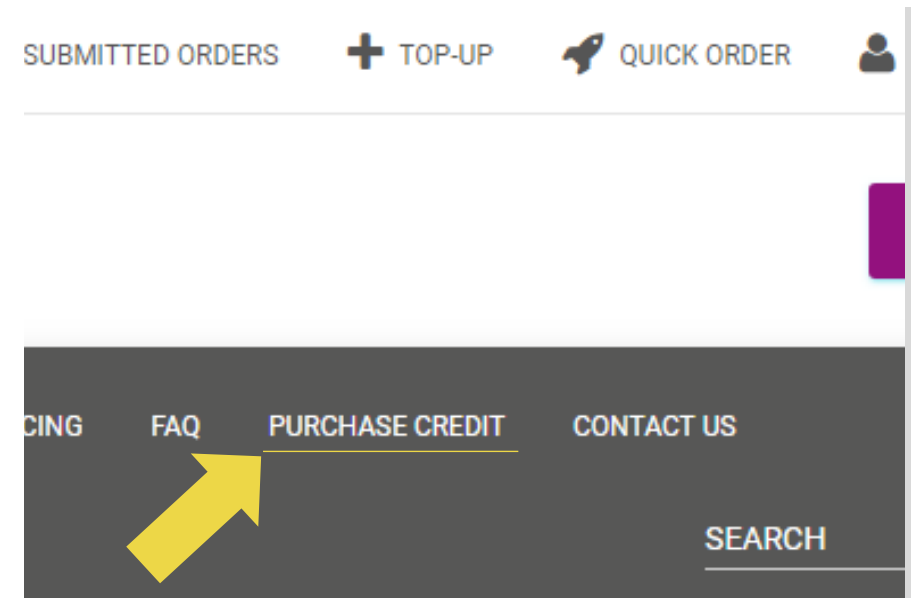 SUBMITTED ORDERS TOP-UP QUICK ORDER
CING FAQ PURCHASE CREDIT CONTACT US
SEARCH